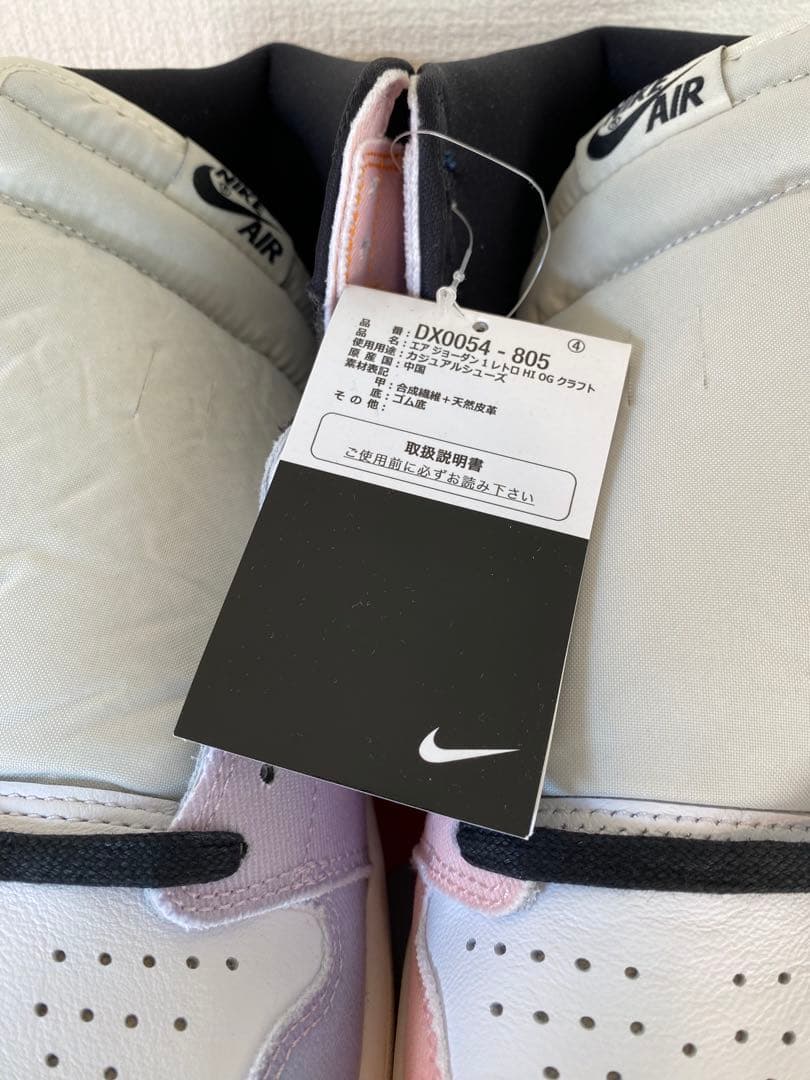 NIKE
®
AIR
NIKE
®
AIR
④
品番：DX0054 - 805
品名：エア ジョーダン 1 レトロ HI OG クラフト
使用用途：カジュアルシューズ
原産国：中国
素材表記
甲：合成繊維＋天然皮革
底：ゴム底
その他：
取扱説明書
ご使用前に必ずお読み下さい